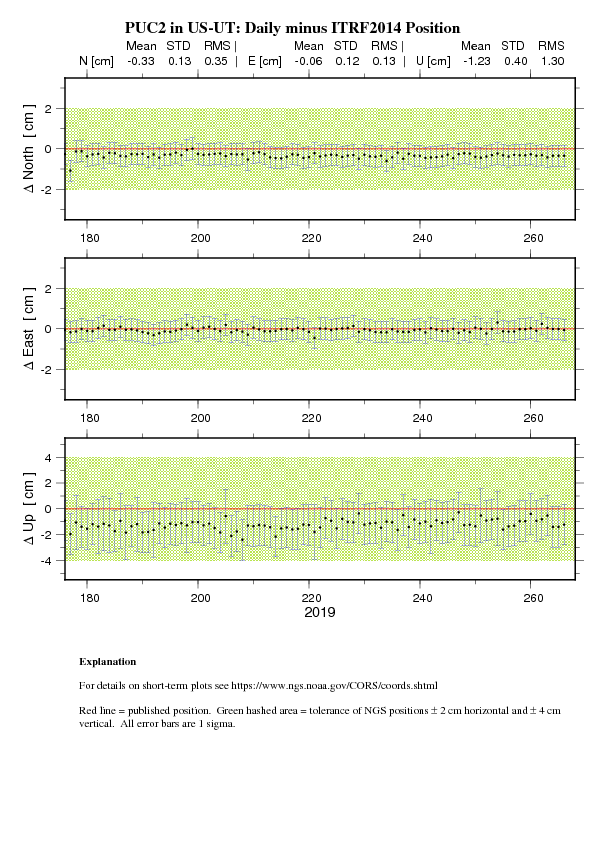 PUC2 in US-UT: Daily minus ITRF2014 Position
Mean STD RMS | Mean STD RMS | Mean STD RMS
N [cm] -0.33 0.13 0.35 | E [cm] -0.06 0.12 0.13 | U [cm] -1.23 0.40 1.30
Δ North [ cm ]
2
0
-2
180 200 220 240 260
Δ East [ cm ]
2
0
-2
180 200 220 240 260
Δ Up [ cm ]
4
2
0
-2
-4
180 200 220 240 260
2019
Explanation
For details on short-term plots see https://www.ngs.noaa.gov/CORS/coords.shtml
Red line = published position. Green hashed area = tolerance of NGS positions ± 2 cm horizontal and ± 4 cm
vertical. All error bars are 1 sigma.